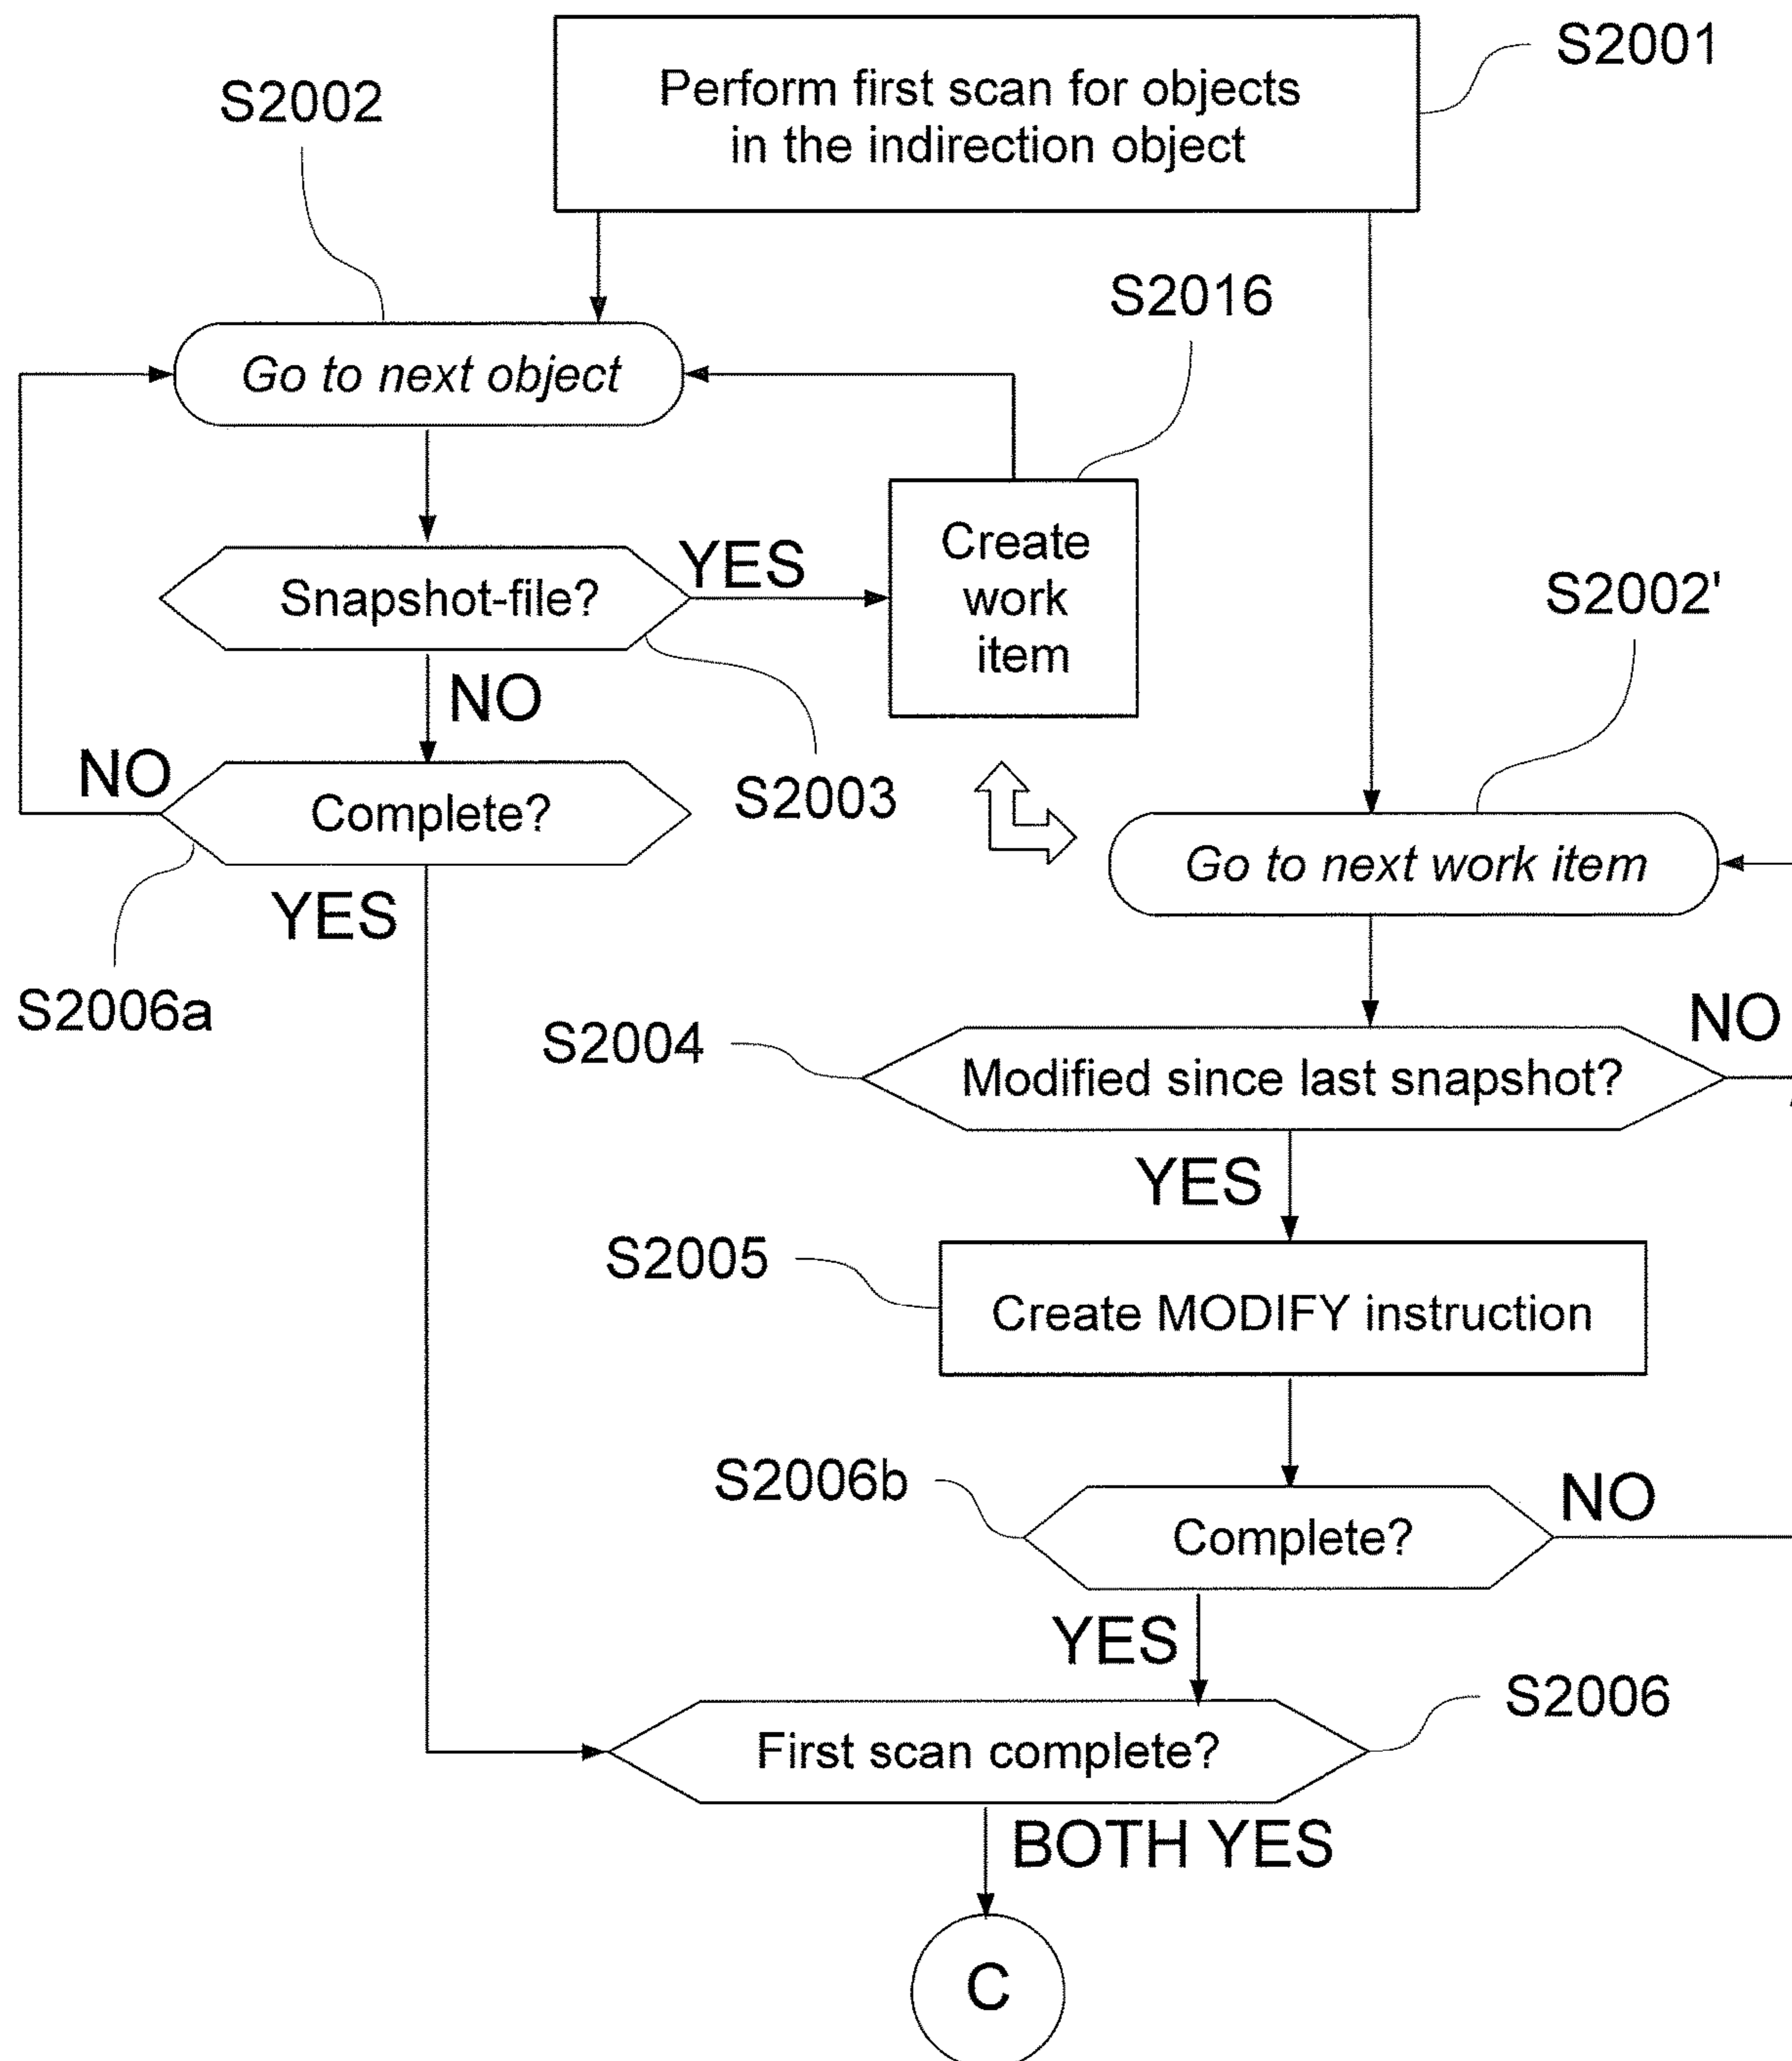 S2001
Perform first scan for objects
in the indirection object
S2002
S2016
Go to next object
Create
work
item
Snapshot-file?
YES
S2002'
NO
S2003
NO
Complete?
Go to next work item
YES
S2006a
S2004
Modified since last snapshot?
NO
YES
S2005
Create MODIFY instruction
S2006b
NO
Complete?
YES
S2006
First scan complete?
BOTH YES
C